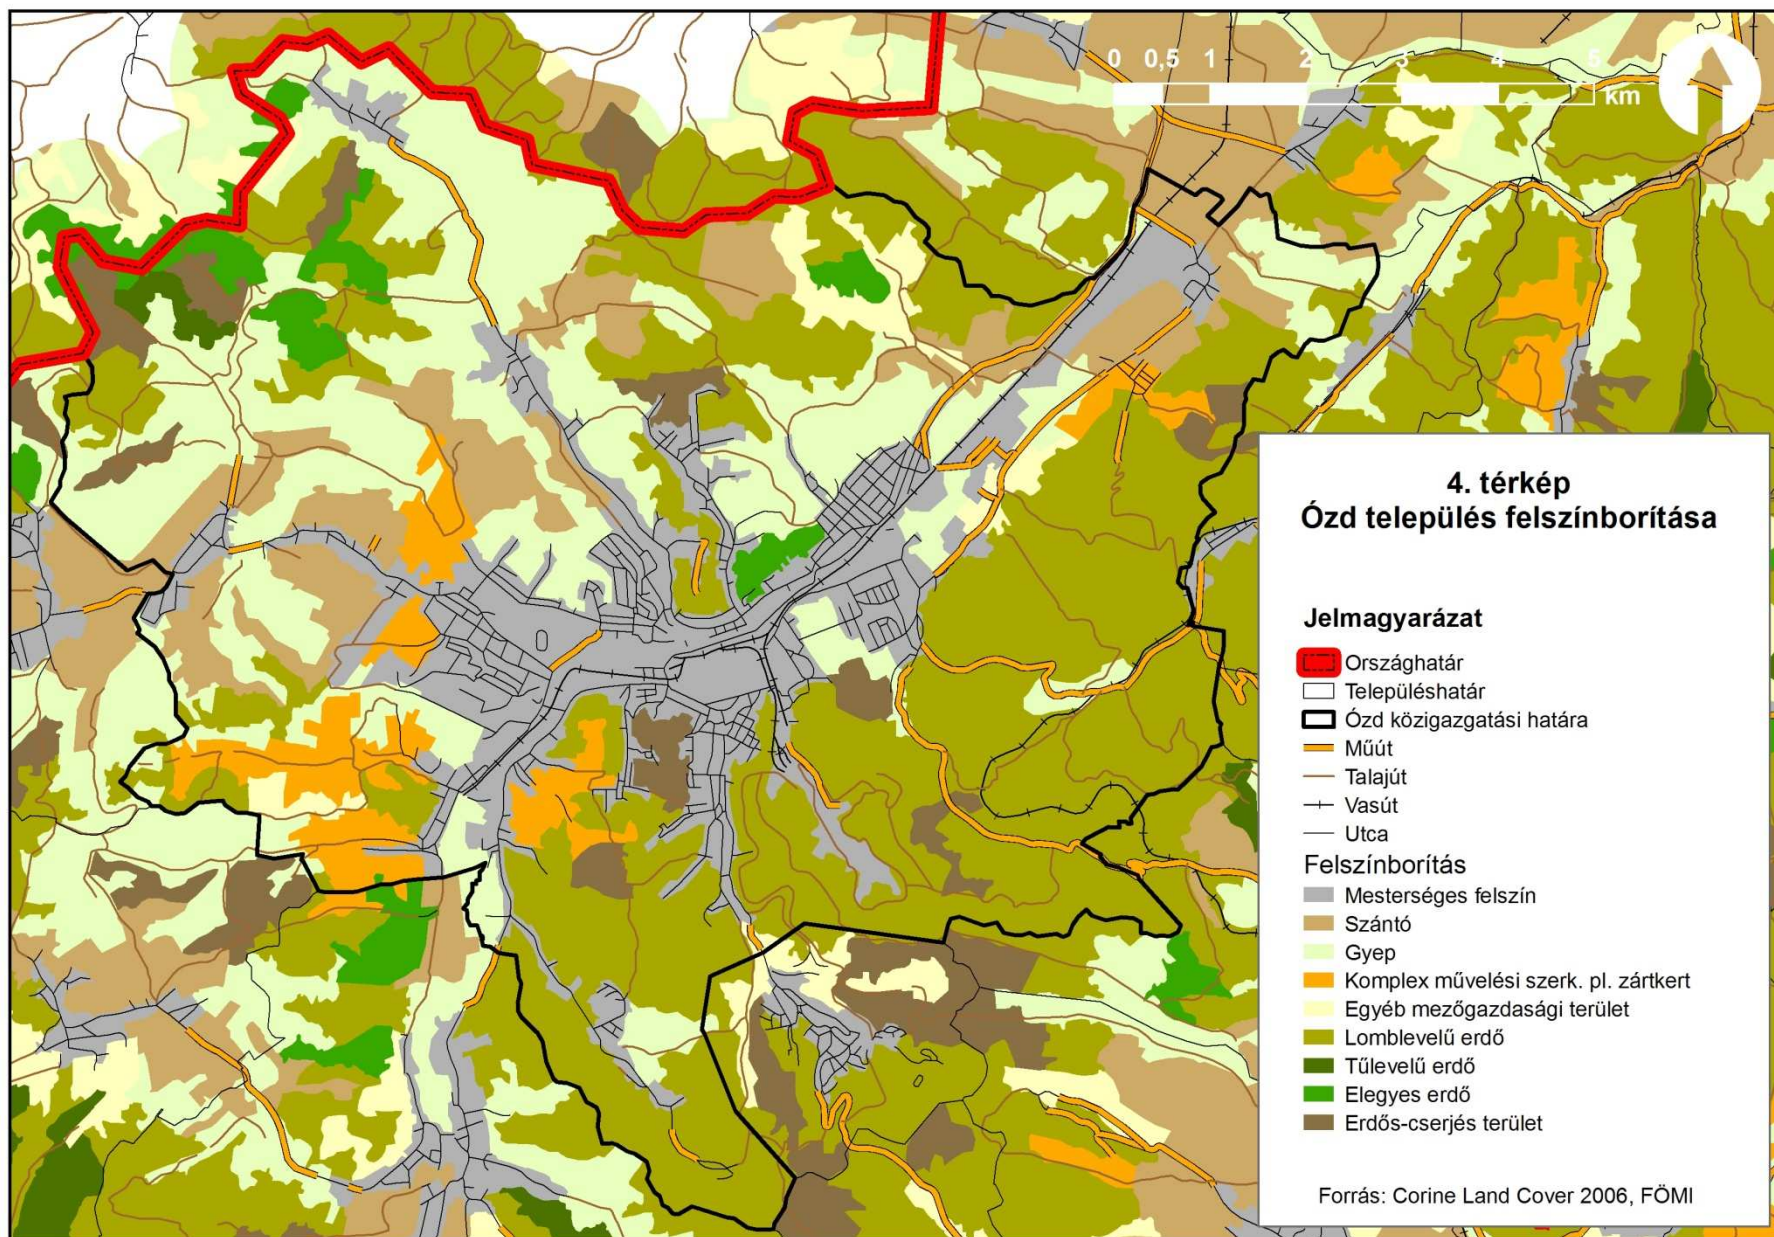 0 0,5 1 2 3 4 5
km
4. térkép
Ózd település felszínborítása
Jelmagyarázat
Országhatár
Településhatár
Ózd közigazgatási határa
Műút
Talajút
Vasút
Utca
Felszínborítás
Mesterséges felszín
Szántó
Gyep
Komplex művelési szerk. pl. zártkert
Egyéb mezőgazdasági terület
Lomblevelű erdő
Tűlevelű erdő
Elegyes erdő
Erdős-cserjés terület
Forrás: Corine Land Cover 2006, FÖMI